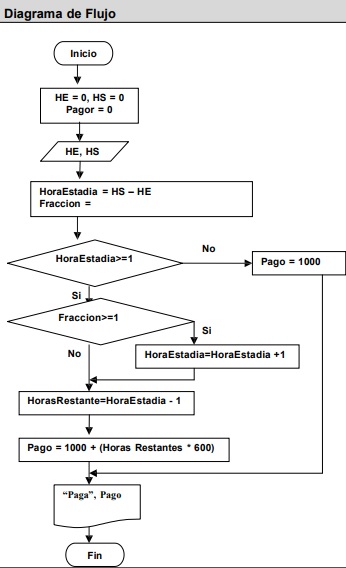 Diagrama de Flujo
Inicio
HE = 0, HS = 0
Pagor = 0
HE, HS
HoraEstadia = HS – HE
Fraccion =
HoraEstadia>=1
No
Pago = 1000
Si
Fraccion>=1
Si
No
HoraEstadia=HoraEstadia +1
HorasRestante=HoraEstadia - 1
Pago = 1000 + (Horas Restantes * 600)
“Paga”, Pago
Fin